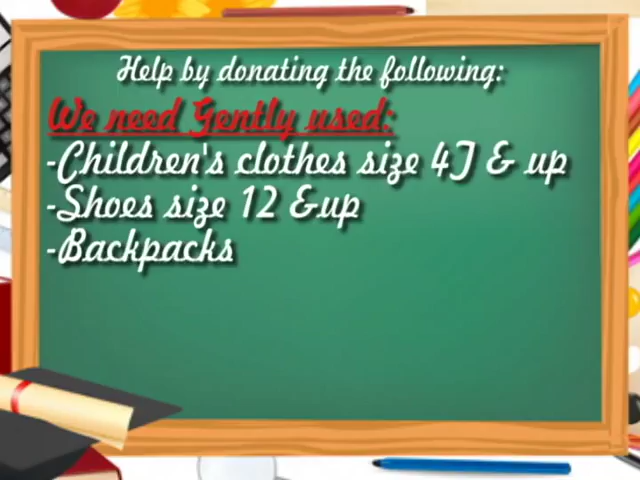 Help by donating the following:
We need Gently used:
-Children's clothes size 4T & up
-Shoes size 12 &up
-Backpacks